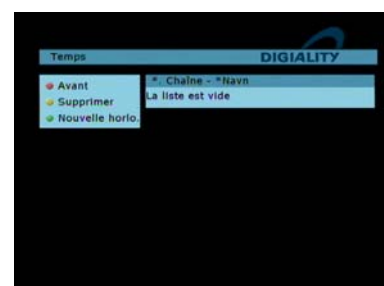 Temps
DIGIALITY
Avant
Supprimer
Nouvelle horlo.
*. Chaîne - *Navn
La liste est vide